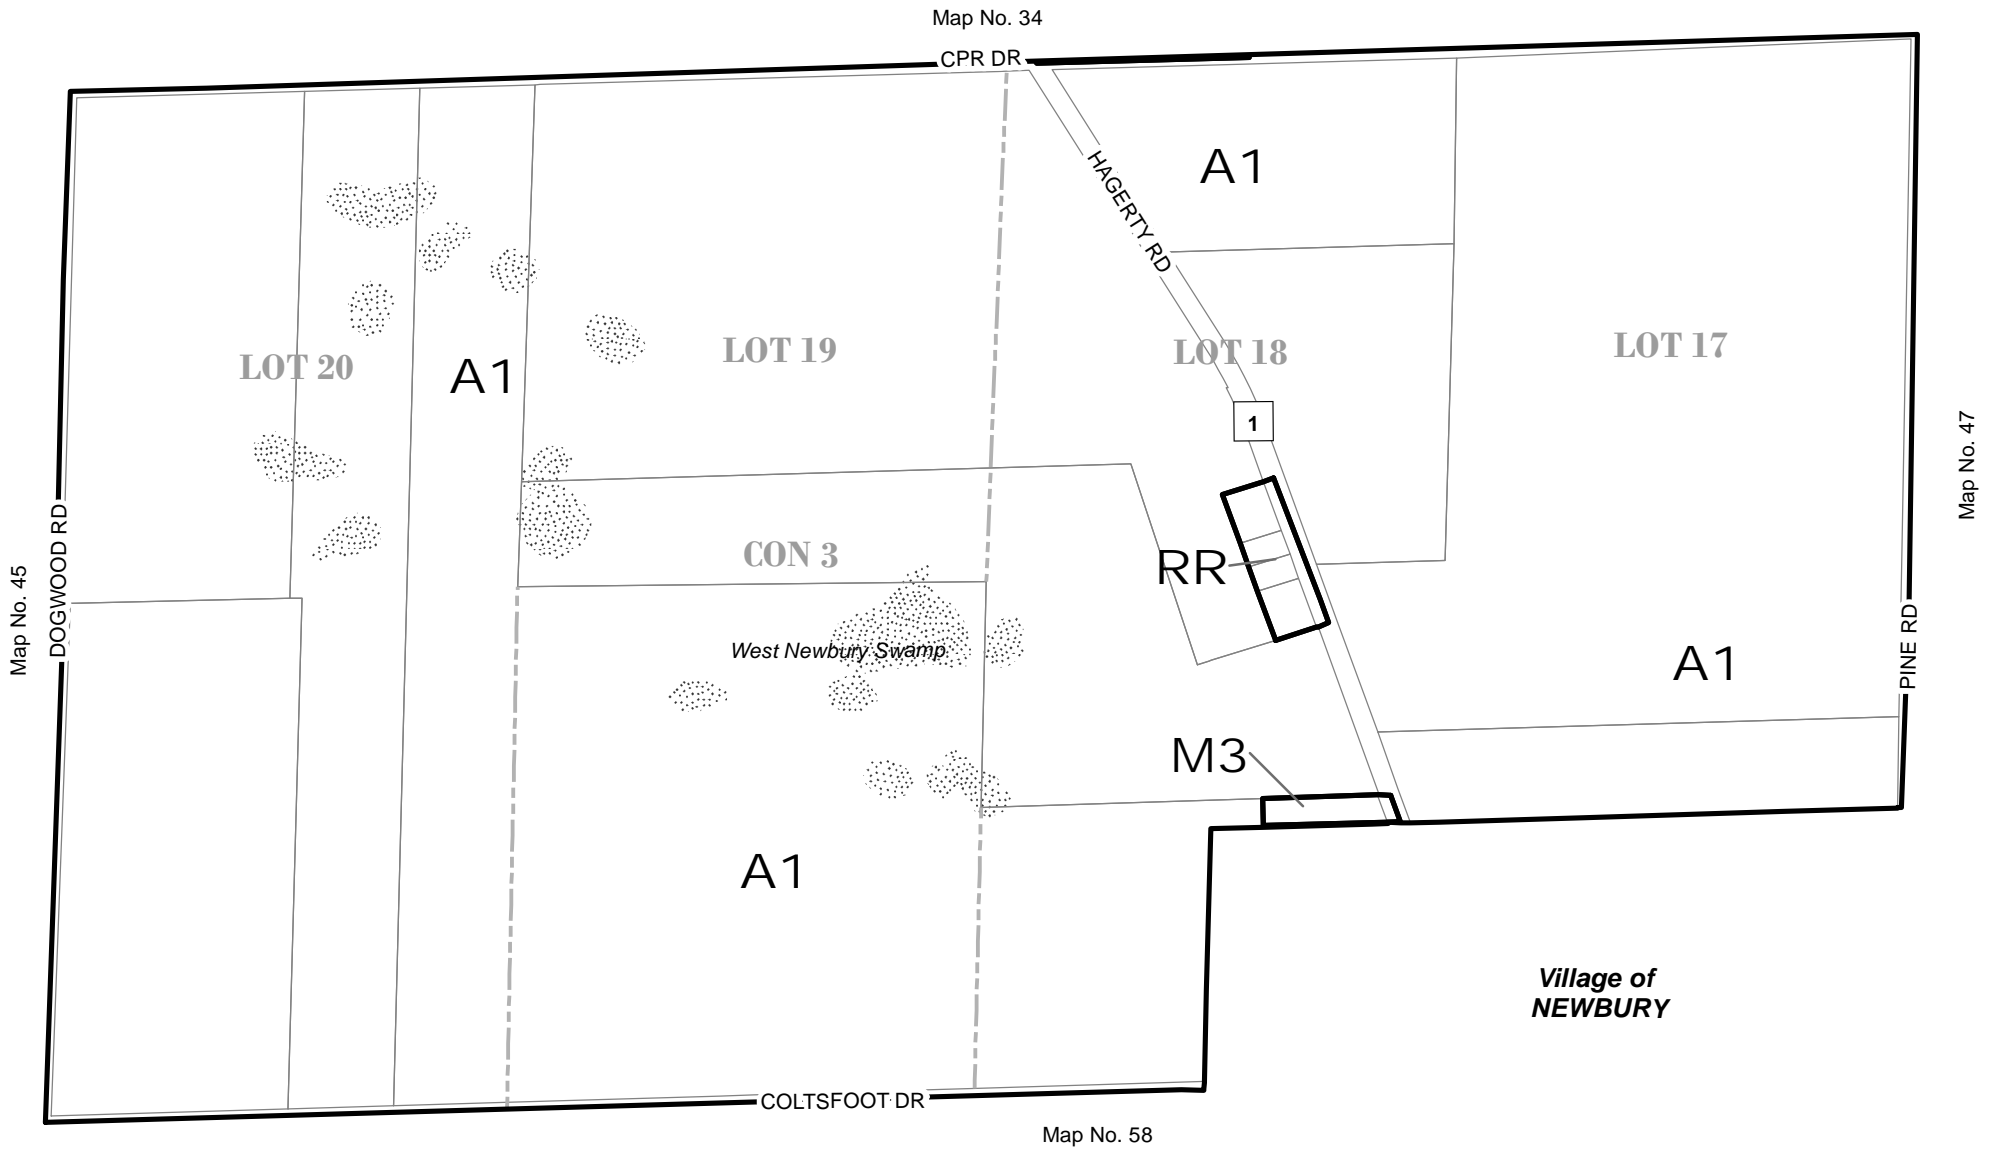 Map No. 34
CPR DR
A1
HAGERTY RD
LOT 20
A1
LOT 19
LOT 18
LOT 17
1
Map No. 47
DOGWOOD RD
Map No. 45
CON 3
RR
West Newbury Swamp
A1
PINE RD
M3
A1
Village of
NEWBURY
COLTSFOOT DR
Map No. 58